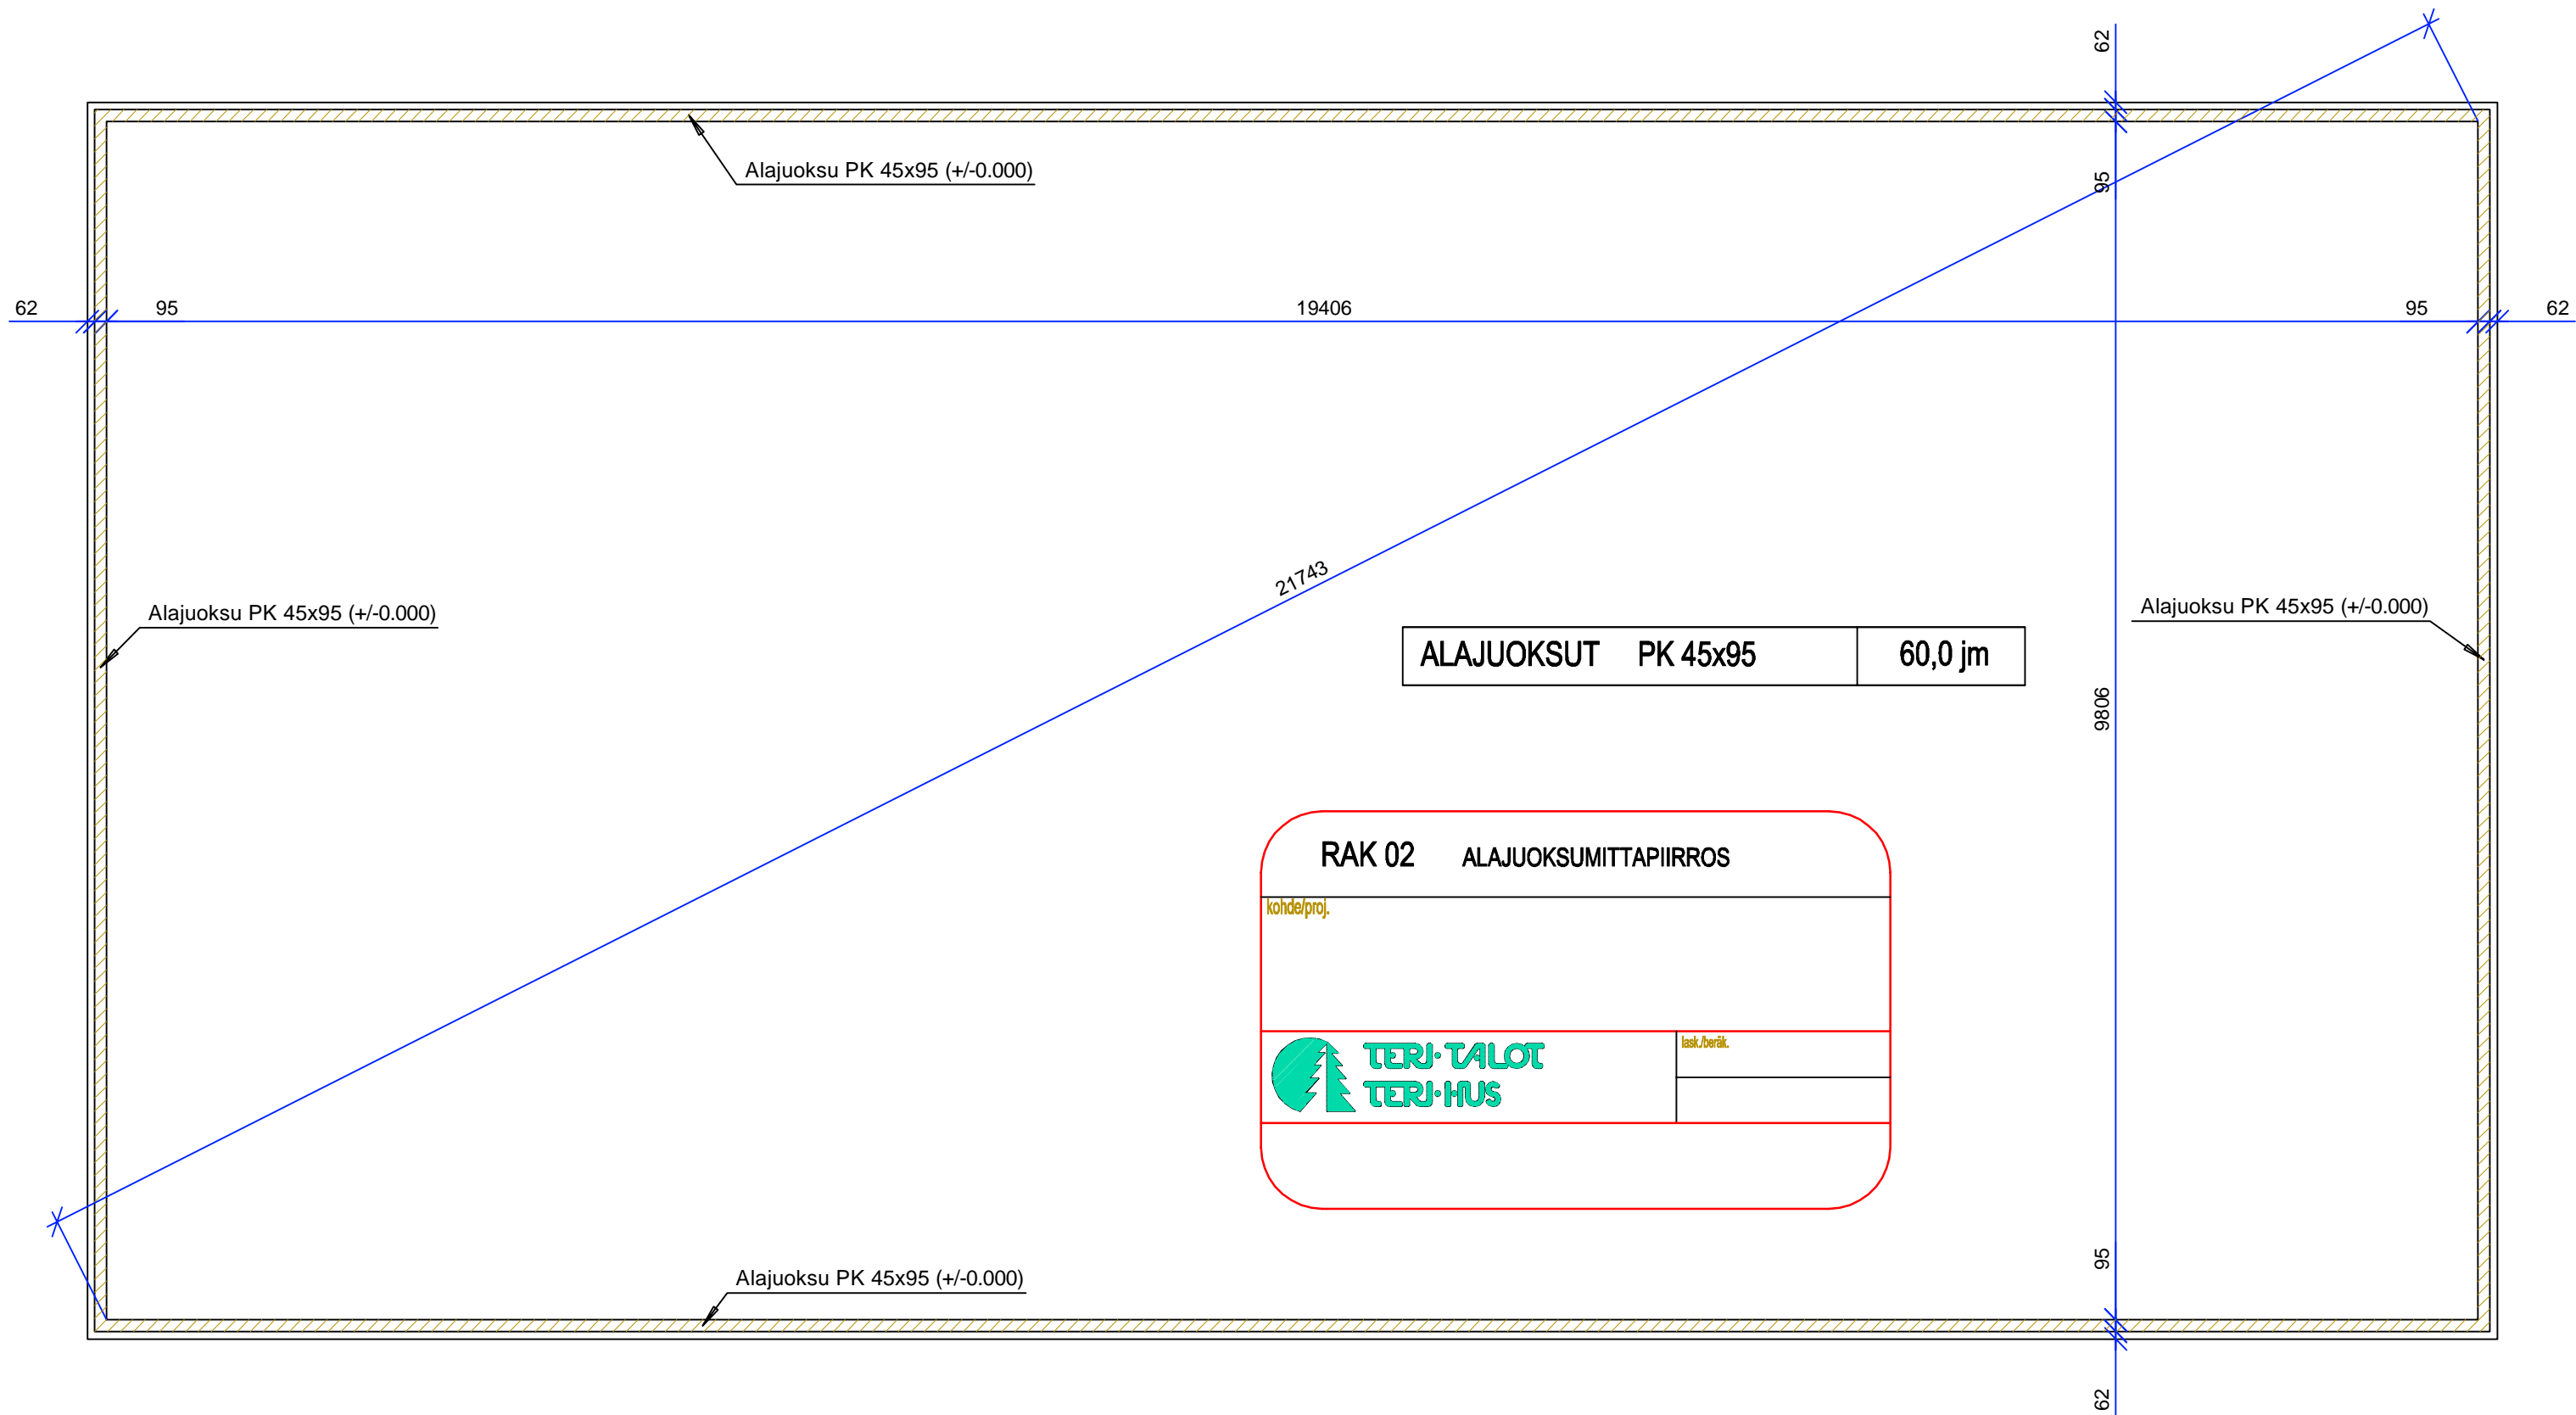 62
Alajuoksu PK 45x95 (+/-0.000)
95
62
95
19406
95
62
21743
Alajuoksu PK 45x95 (+/-0.000)
Alajuoksu PK 45x95 (+/-0.000)
ALAJUOKSUT PK 45x95 60,0 jm
9806
RAK 02 ALAJUOKSUMITTAPIIRROS
kohde/proj.
TERI-TALOT
TERI-HUS
lask./beräk.
95
Alajuoksu PK 45x95 (+/-0.000)
62